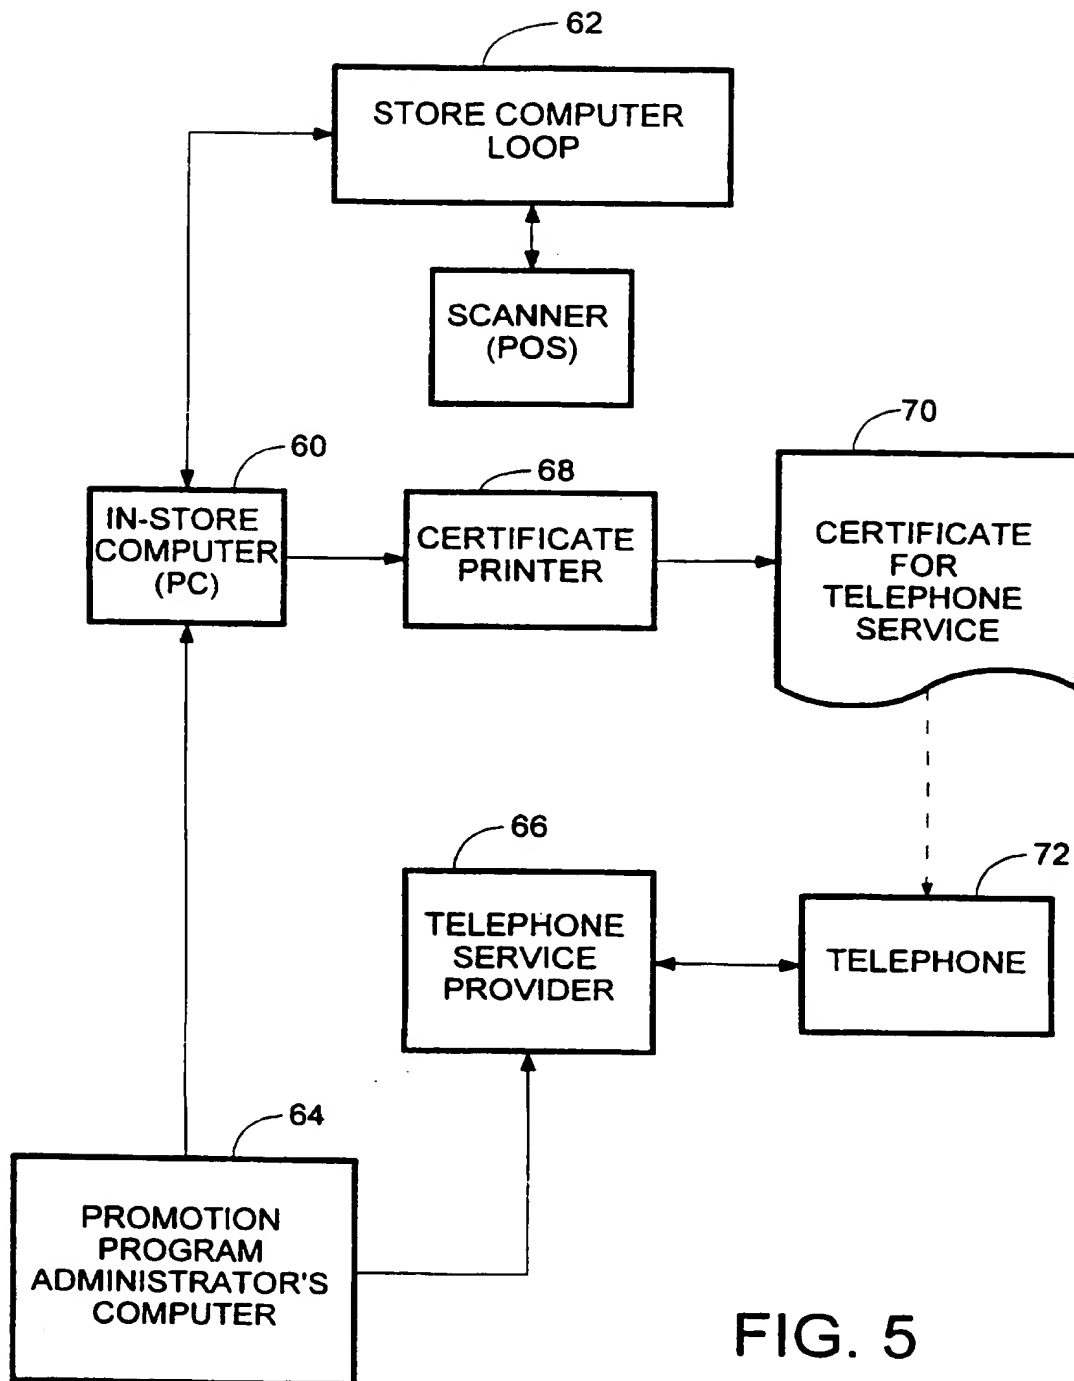 62
STORE COMPUTER
LOOP
SCANNER
(POS)
60
IN-STORE
COMPUTER
(PC)
68
CERTIFICATE
PRINTER
70
CERTIFICATE
FOR
TELEPHONE
SERVICE
66
TELEPHONE
SERVICE
PROVIDER
72
TELEPHONE
64
PROMOTION
PROGRAM
ADMINISTRATOR'S
COMPUTER
FIG. 5